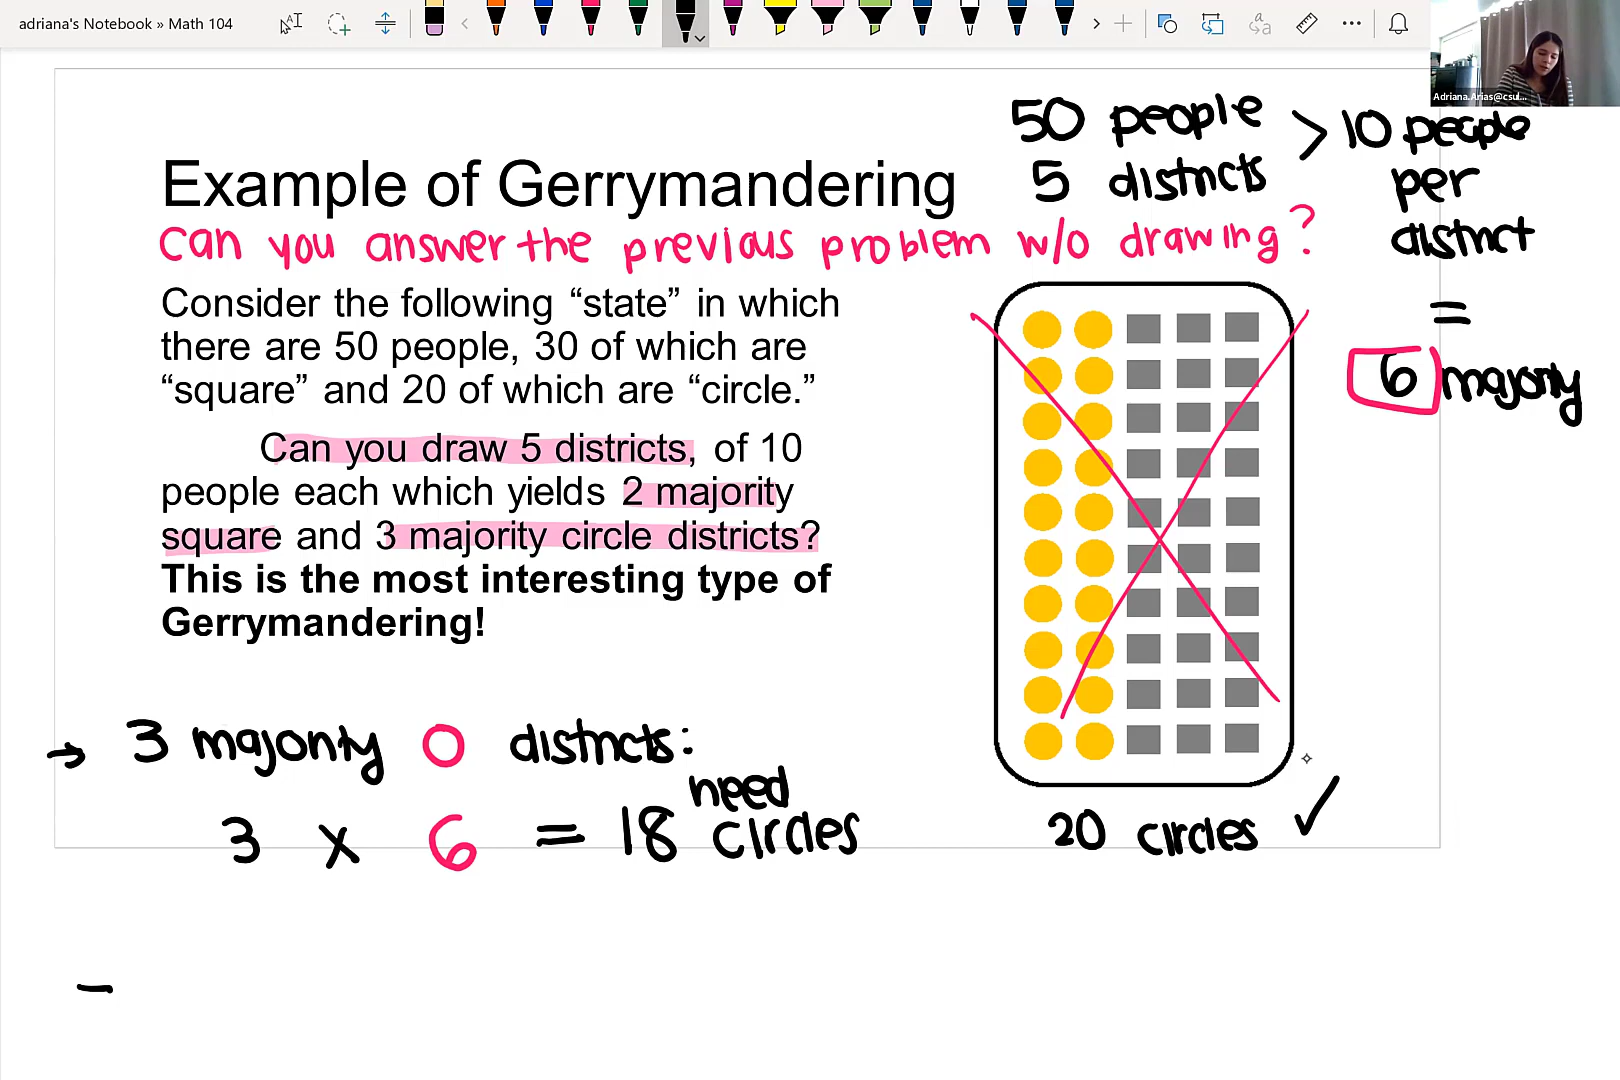 adriana's Notebook » Math 104
Adriana.Arias@csul...
50 people
5 districts
> 10 people
per
district
=
6 majority
Example of Gerrymandering
Can you answer the previous problem w/o drawing?
Consider the following “state” in which
there are 50 people, 30 of which are
“square” and 20 of which are “circle.”
Can you draw 5 districts, of 10
people each which yields 2 majority
square and 3 majority circle districts?
This is the most interesting type of
Gerrymandering!
→ 3 majority O districts:
need
3 x 6 = 18 circles
20 circles ✓
–